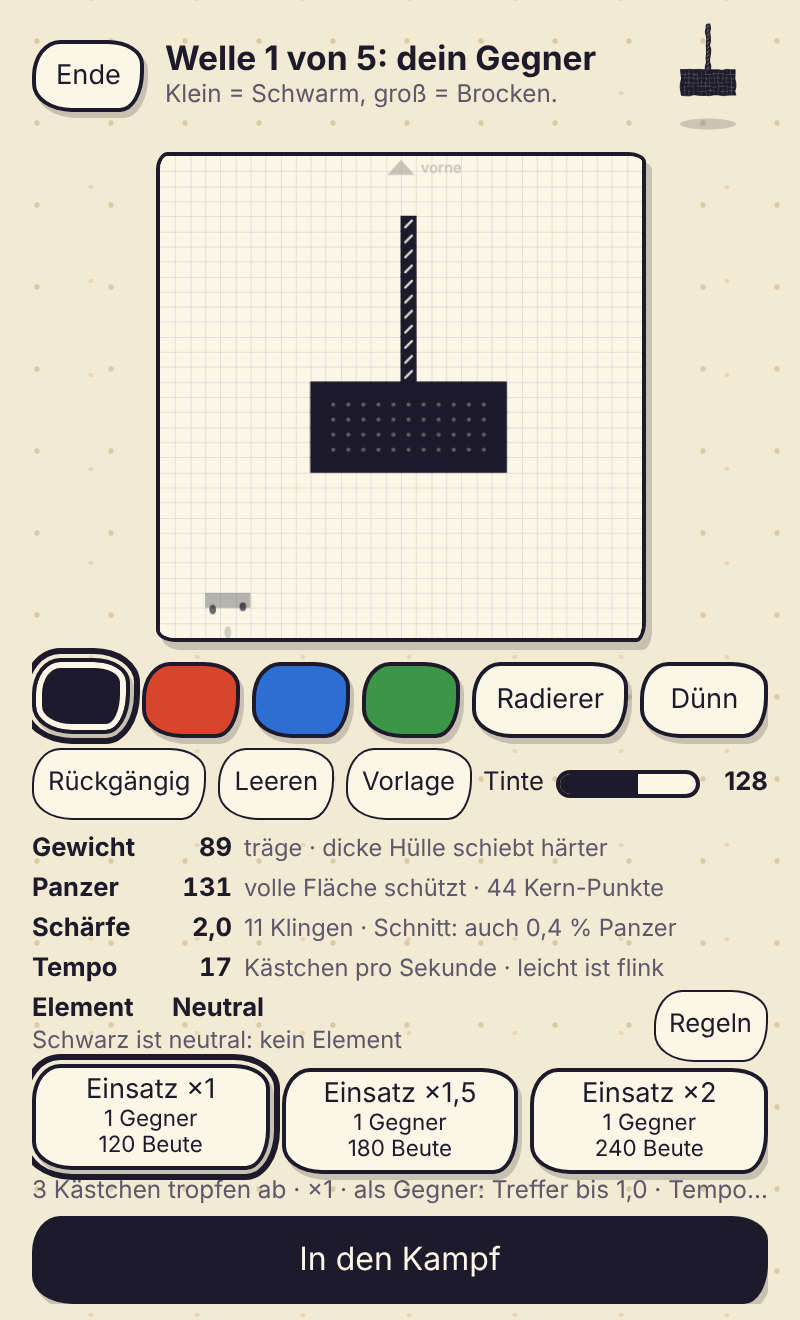 Ende
Welle 1 von 5: dein Gegner
Klein = Schwarm, groß = Brocken.
vorne
Radierer
Dünn
Rückgängig
Leeren
Vorlage
Tinte
128
Gewicht 89 träge · dicke Hülle schiebt härter
Panzer 131 volle Fläche schützt · 44 Kern-Punkte
Schärfe 2,0 11 Klingen · Schnitt: auch 0,4 % Panzer
Tempo 17 Kästchen pro Sekunde · leicht ist flink
Element Neutral
Schwarz ist neutral: kein Element
Regeln
Einsatz ×1
1 Gegner
120 Beute
Einsatz ×1,5
1 Gegner
180 Beute
Einsatz ×2
1 Gegner
240 Beute
3 Kästchen tropfen ab · ×1 · als Gegner: Treffer bis 1,0 · Tempo…
In den Kampf